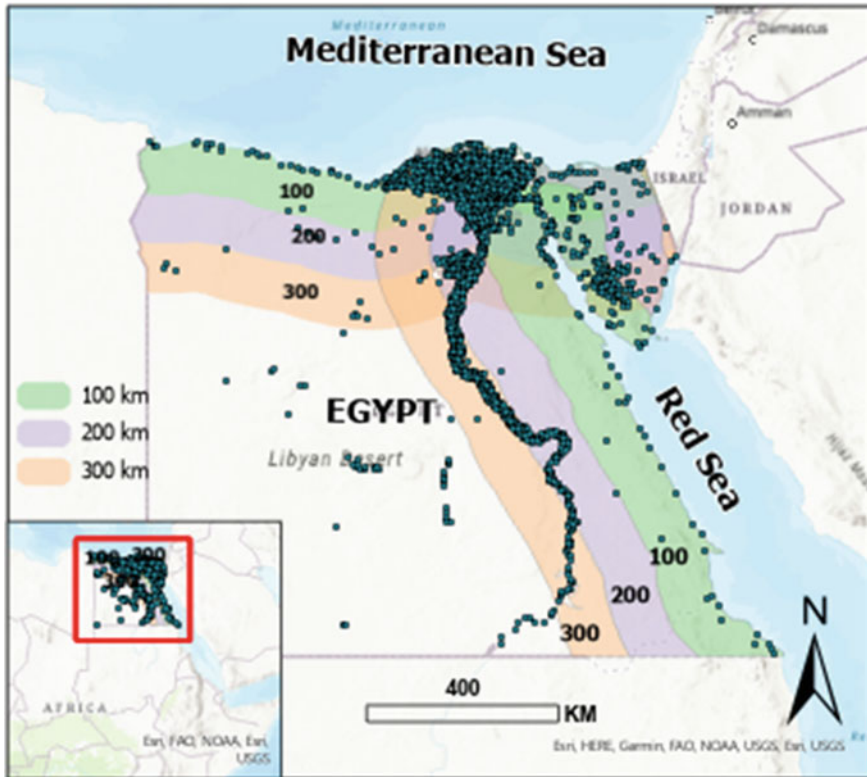 Mediterranean
Mediterranean Sea
Damascus
Amman
ISRAEL
JORDAN
100
200
300
100 km
200 km
300 km
EGYPT
Libyan Desert
Red Sea
100
200
300
100 300
AFRICA
Esri, FAO, NOAA, Esri,
USGS
400
KM
N
Esri, HERE, Garmin, FAO, NOAA, USGS, Esri, USGS